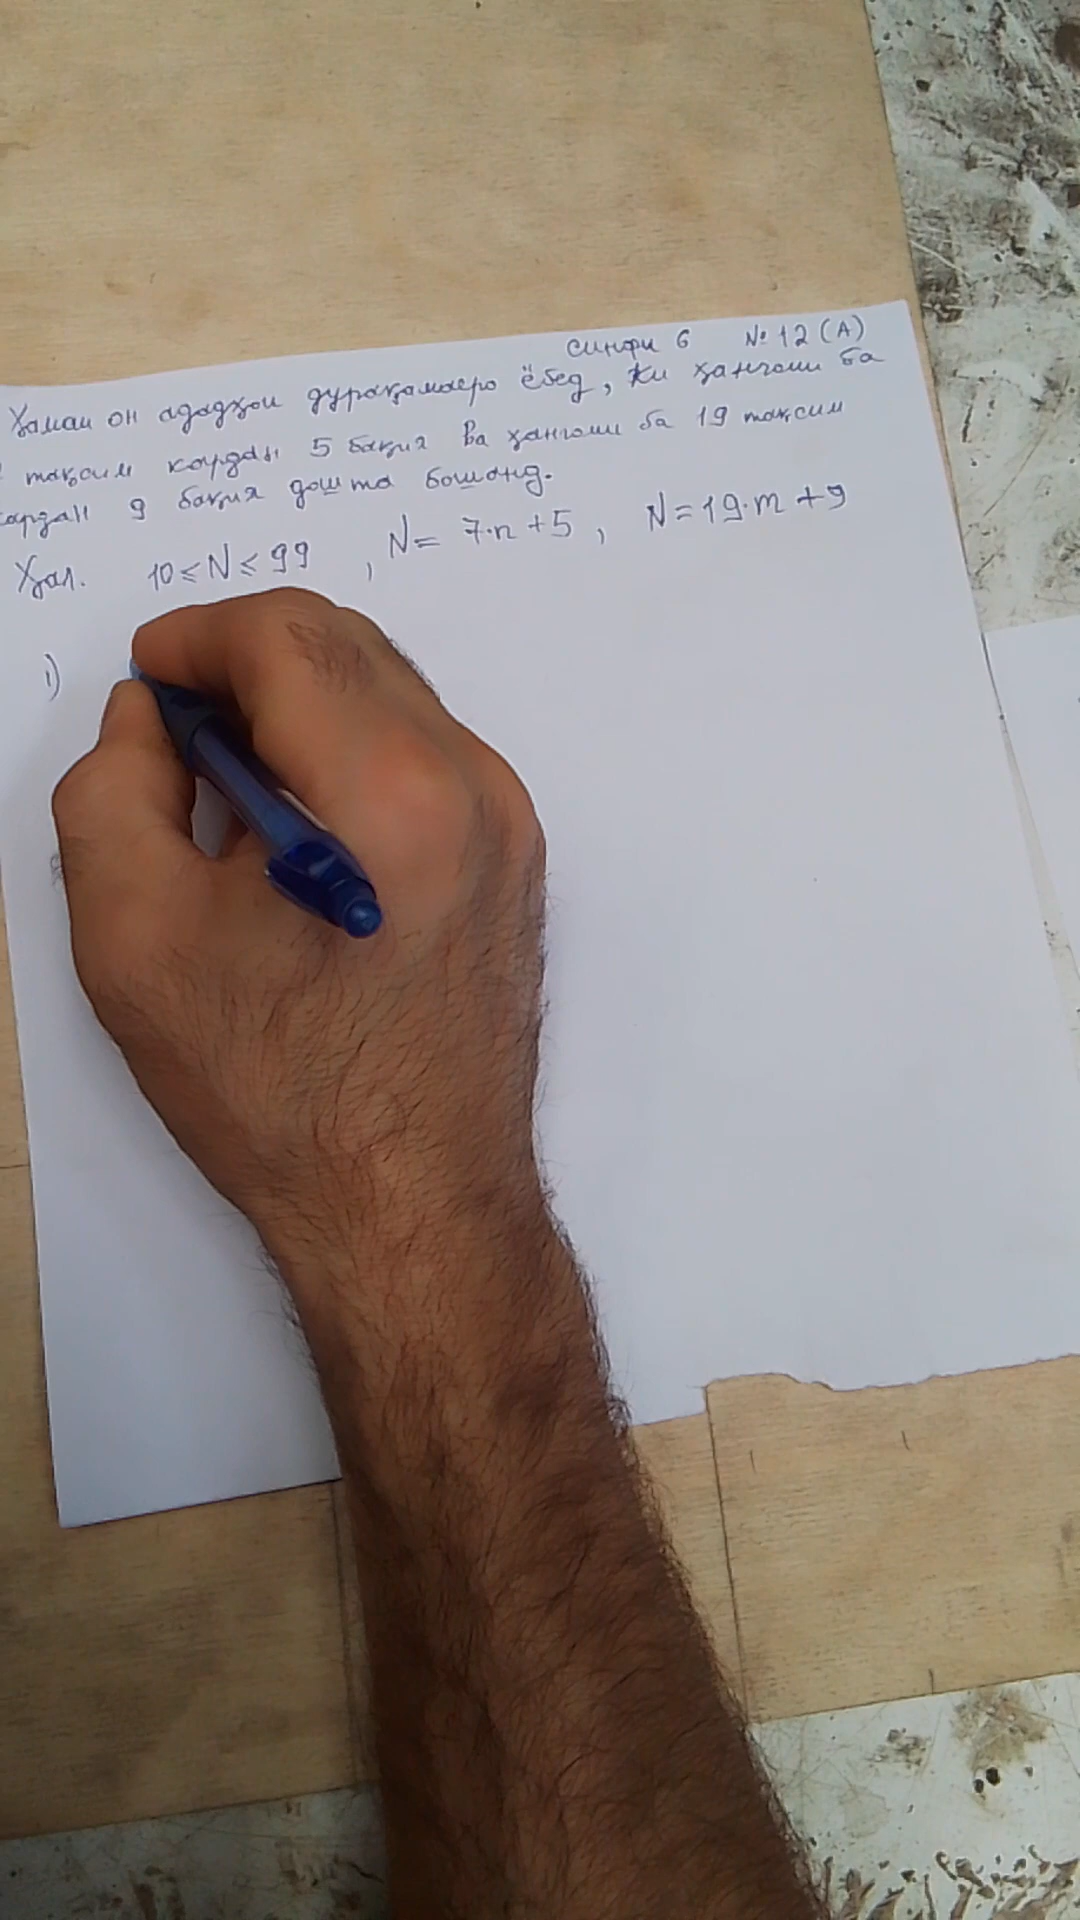 синфи 6 № 12 (А)
Ҳамаи он ададҳои дурақамаеро ёбед, ки ҳангоми ба
тақсим кардан 5 бақия ва ҳангоми ба 19 тақсим
кардан 9 бақия дошта бошанд.
Ҳал. 10 ≤ N ≤ 99 , N = 7·n + 5 , N = 19·m + 9
1)